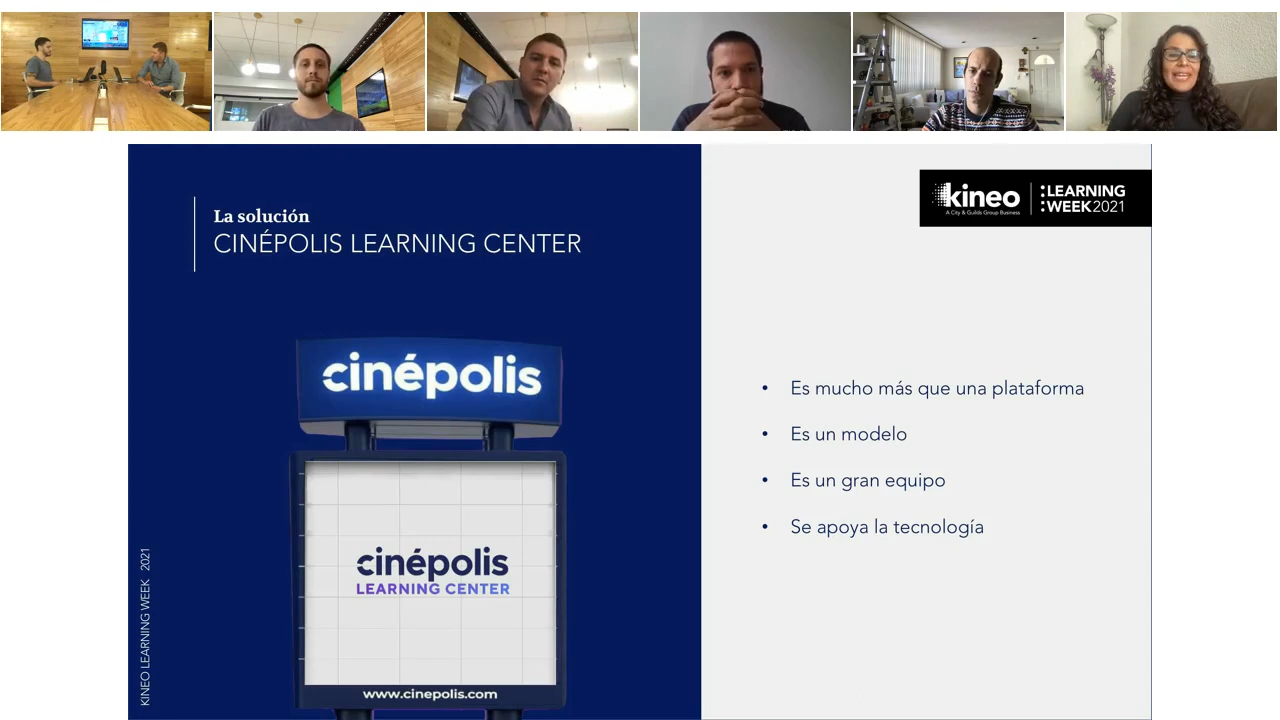 La solución
CINÉPOLIS LEARNING CENTER
kineo
A City & Guilds Group Business
:LEARNING
:WEEK2021
cinépolis
cinépolis
LEARNING CENTER
www.cinepolis.com
• Es mucho más que una plataforma
• Es un modelo
• Es un gran equipo
• Se apoya la tecnología
KINEO LEARNING WEEK 2021